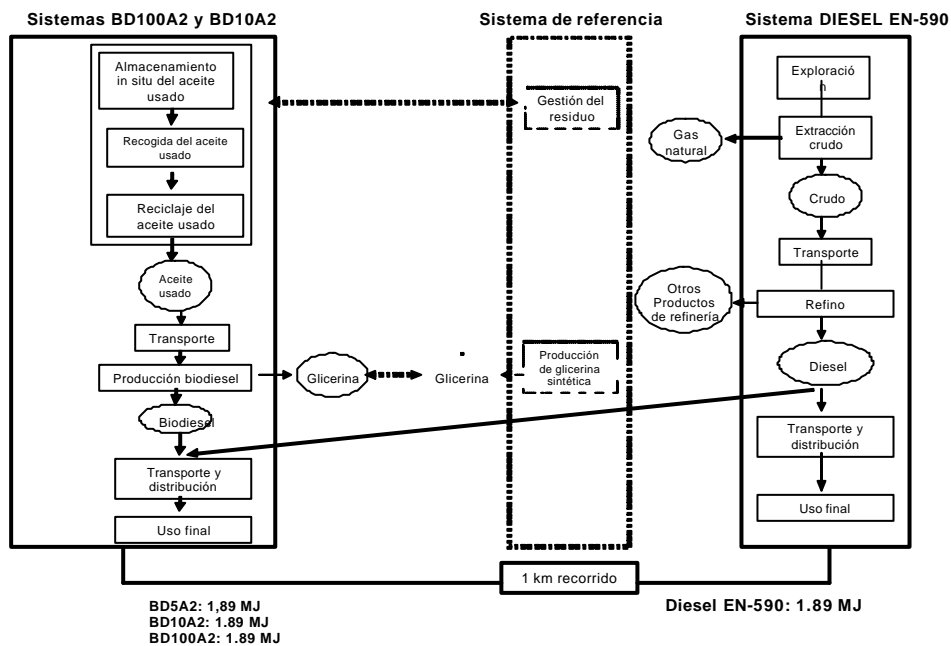 Sistemas BD100A2 y BD10A2
Almacenamiento
in situ del aceite
usado
Recogida del aceite
usado
Reciclaje del
aceite usado
Aceite
usado
Transporte
Producción biodiesel
Glicerina
Biodiesel
Transporte y
distribución
Uso final
Sistema de referencia
Gestión del
residuo
Glicerina
Producción
de glicerina
sintética
Sistema DIESEL EN-590
Exploració
n
Extracción
crudo
Gas
natural
Crudo
Transporte
Otros
Productos
de refinería
Refino
Diesel
Transporte y
distribución
Uso final
1 km recorrido
BD5A2: 1,89 MJ
BD10A2: 1.89 MJ
BD100A2: 1.89 MJ
Diesel EN-590: 1.89 MJ